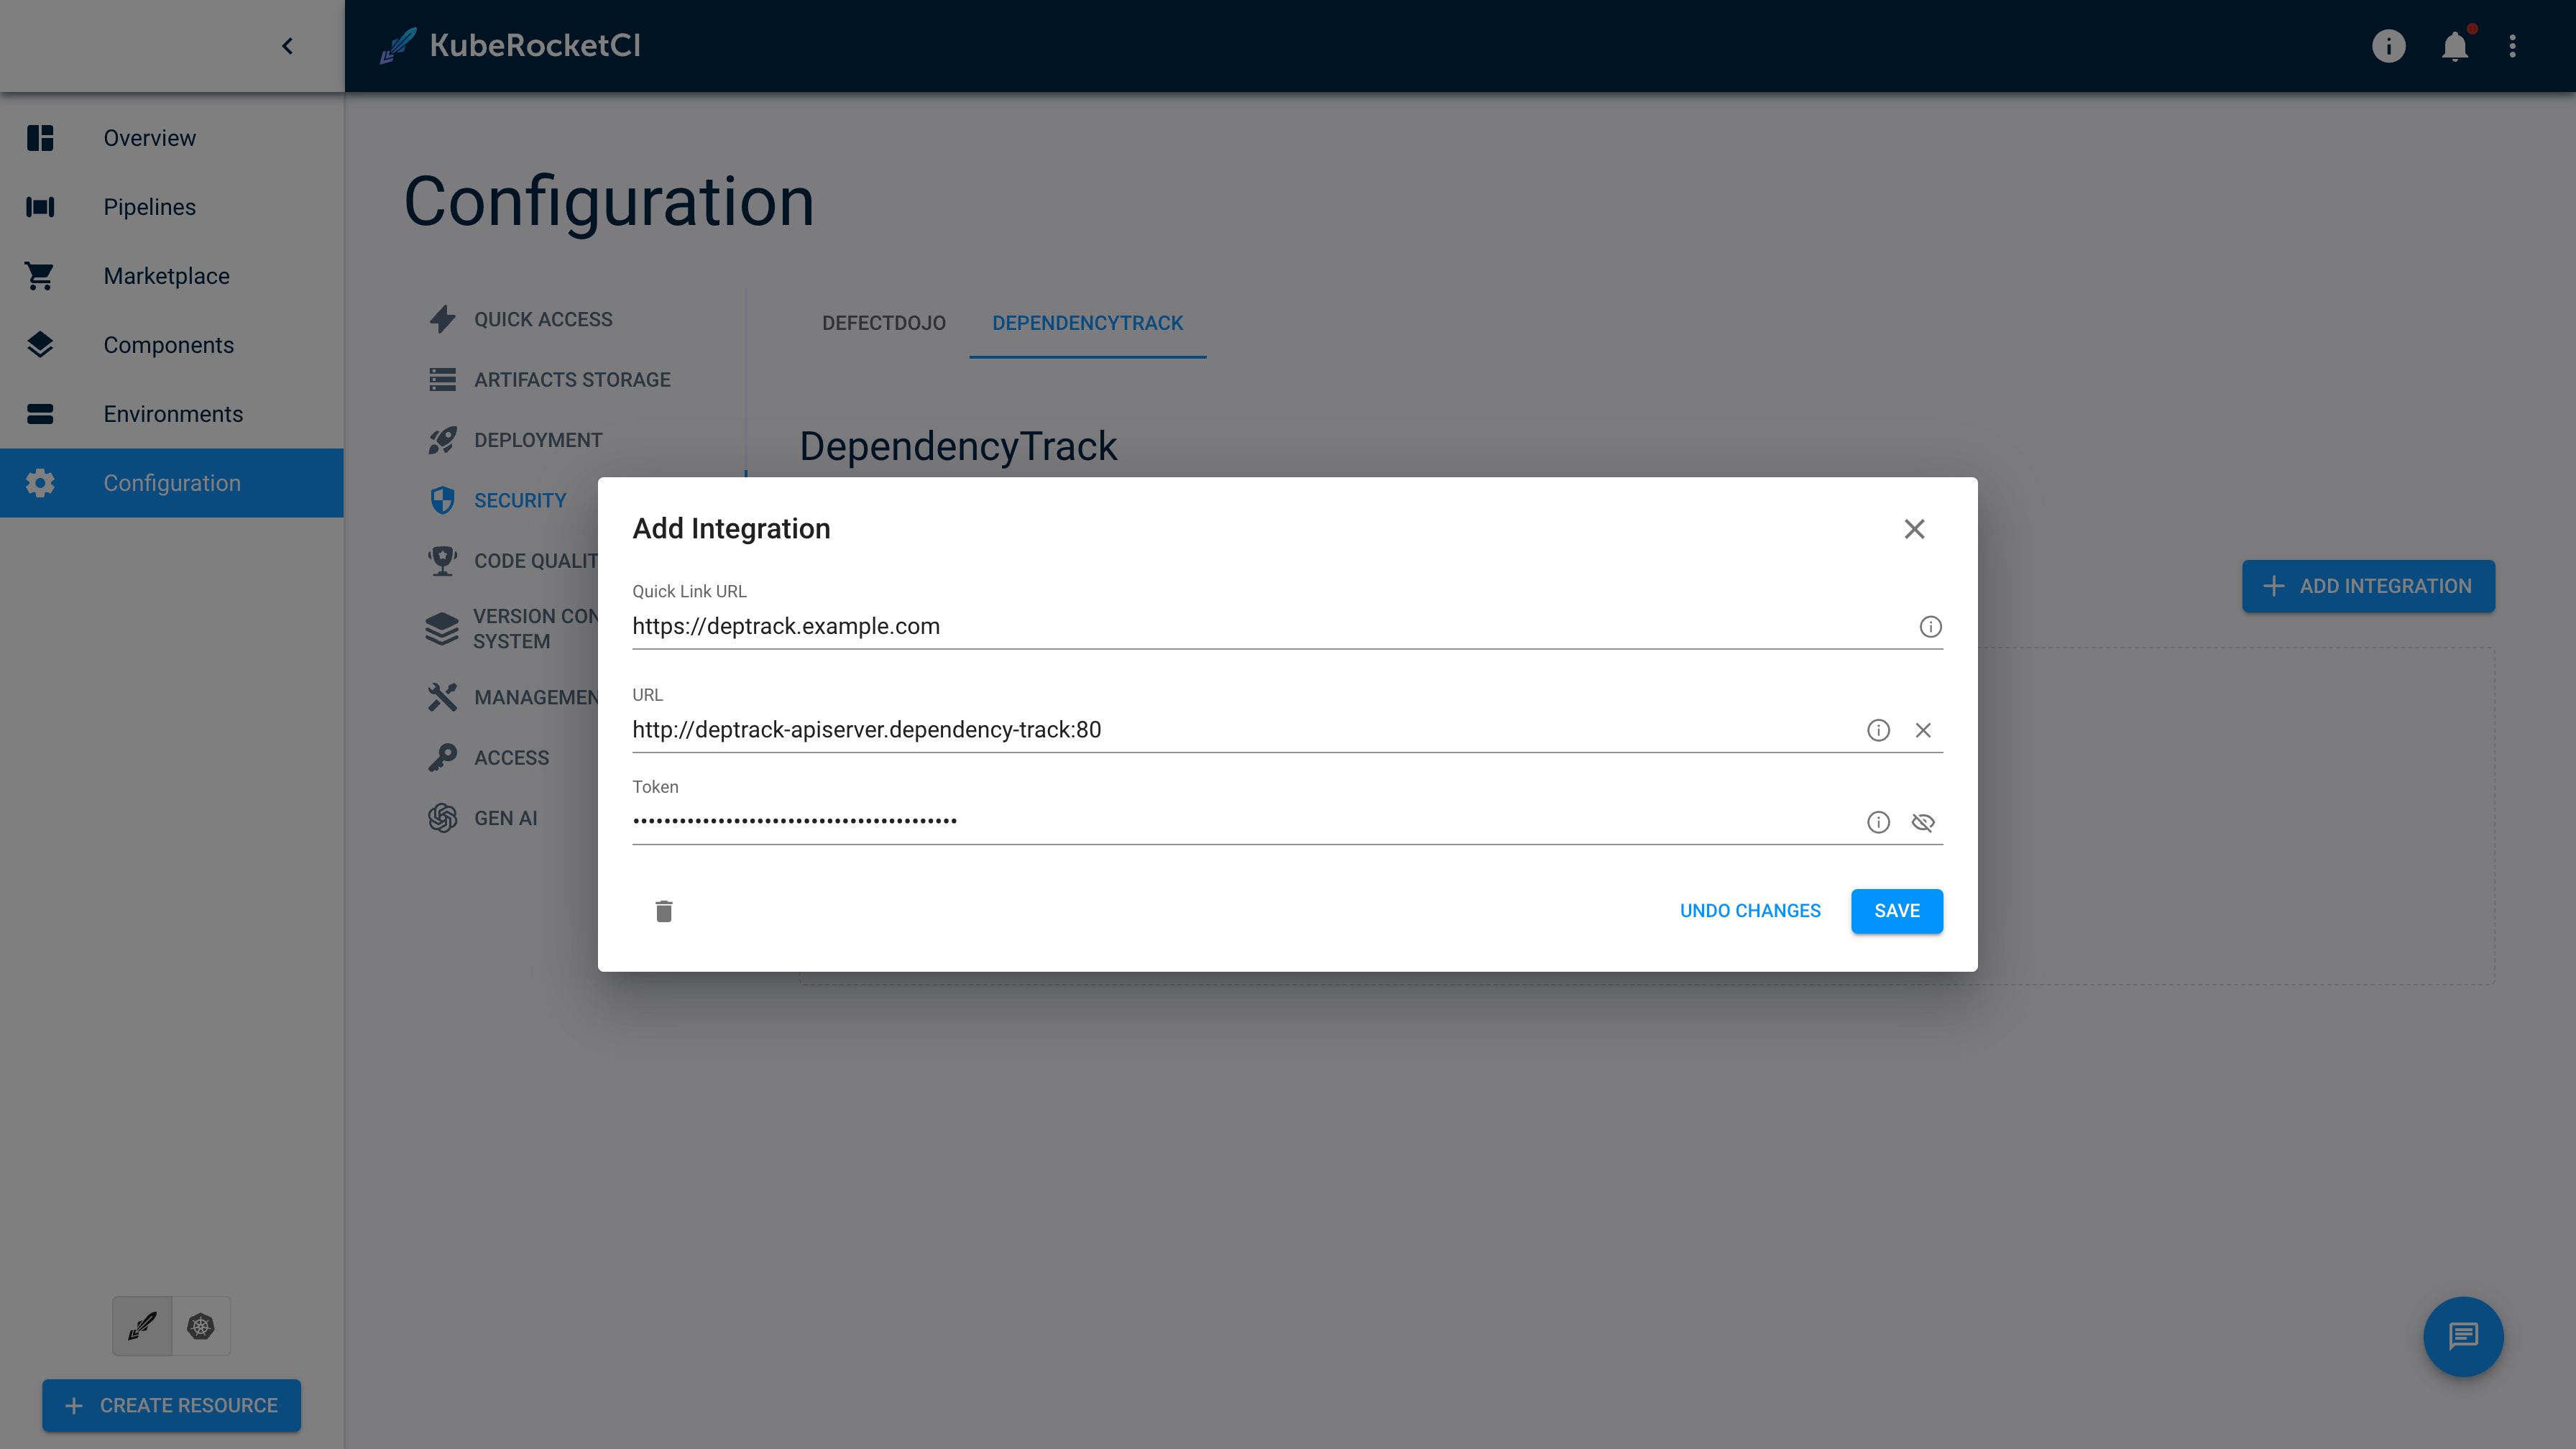 KubeRocketCI
Overview
Pipelines
Marketplace
Components
Environments
Configuration
CREATE RESOURCE
Configuration
QUICK ACCESS
ARTIFACTS STORAGE
DEPLOYMENT
SECURITY
CODE QUALIT
VERSION CON
SYSTEM
MANAGEMEN
ACCESS
GEN AI
DEFECTDOJO
DEPENDENCYTRACK
DependencyTrack
ADD INTEGRATION
Add Integration
Quick Link URL
https://deptrack.example.com
URL
http://deptrack-apiserver.dependency-track:80
Token
••••••••••••••••••••••••••••••••••••••••••
UNDO CHANGES
SAVE